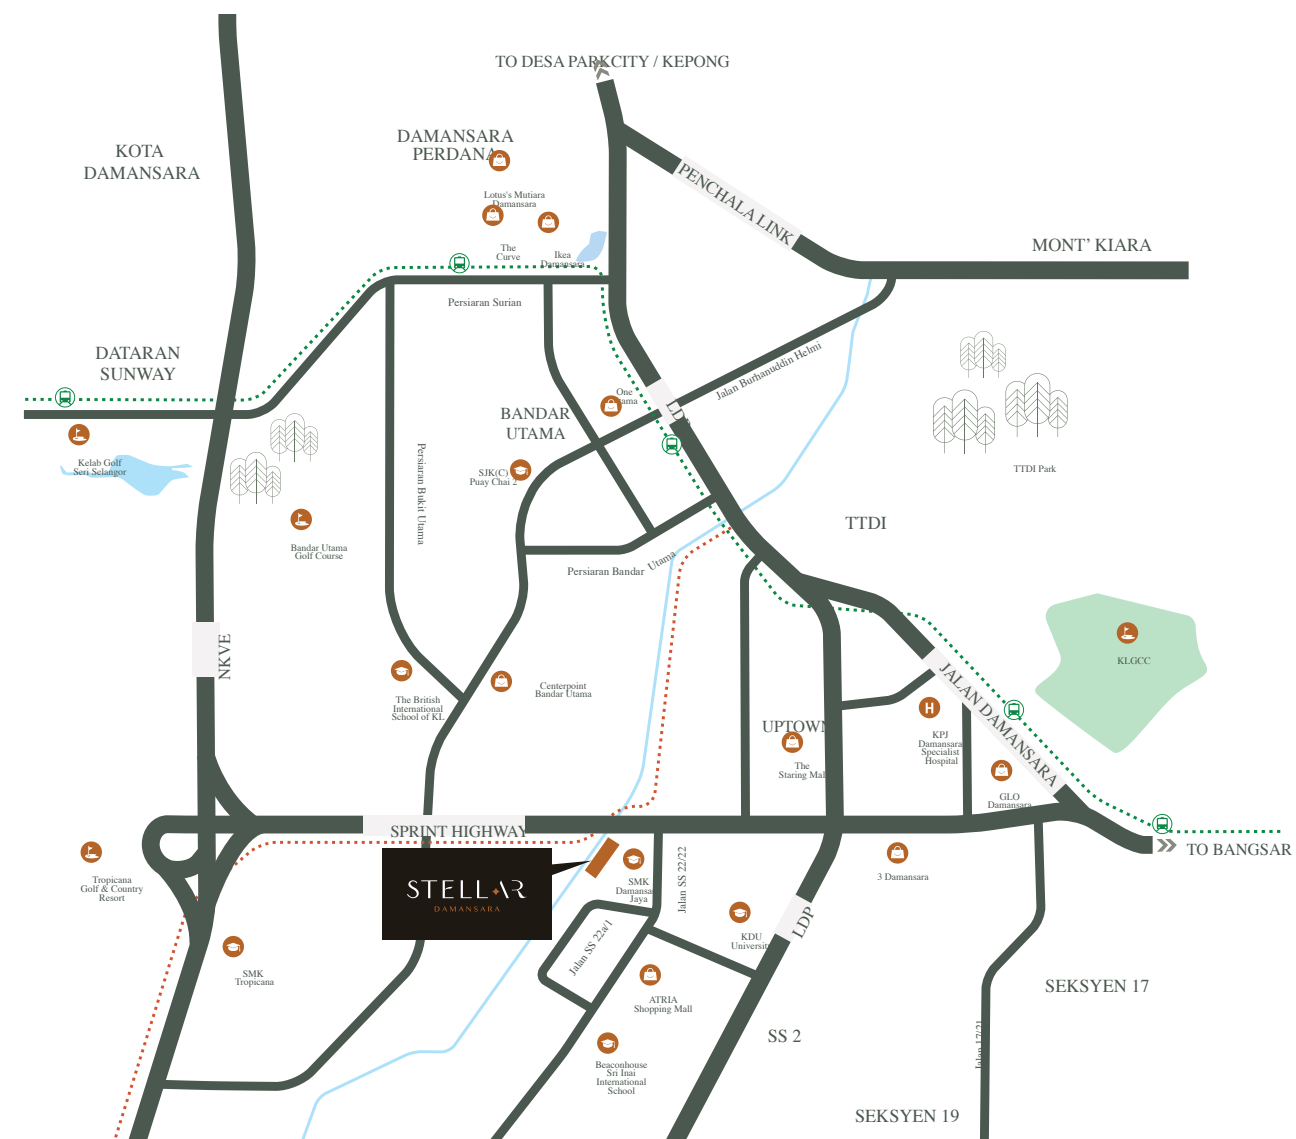 TO DESA PARKCITY / KEPONG
KOTA
DAMANSARA
DAMANSARA
PERDANA
Lotus's Mutiara
Damansara
The
Curve
Ikea
Damansara
PENCHALA LINK
MONT' KIARA
Persiaran Surian
DATARAN
SUNWAY
Jalan Burhanuddin Helmi
One
Utama
LDP
BANDAR
UTAMA
Kelab Golf
Seri Selangor
SJK(C)
Puay Chai 2
TTDI Park
Persiaran Bukit Utama
Bandar Utama
Golf Course
TTDI
Persiaran Bandar Utama
NKVE
KLGCC
The British
International
School of KL
Centerpoint
Bandar Utama
JALAN DAMANSARA
UPTOWN
KPJ
Damansara
Specialist
Hospital
The
Starling Mall
GLO
Damansara
SPRINT HIGHWAY
TO BANGSAR
STELLAR
DAMANSARA
Tropicana
Golf & Country
Resort
SMK
Damansara
Jaya
Jalan SS 22/22
3 Damansara
LDP
KDU
University
Jalan SS 22a/1
SMK
Tropicana
ATRIA
Shopping Mall
SEKSYEN 17
SS 2
Jalan 17/21
Beaconhouse
Sri Inai
International
School
SEKSYEN 19